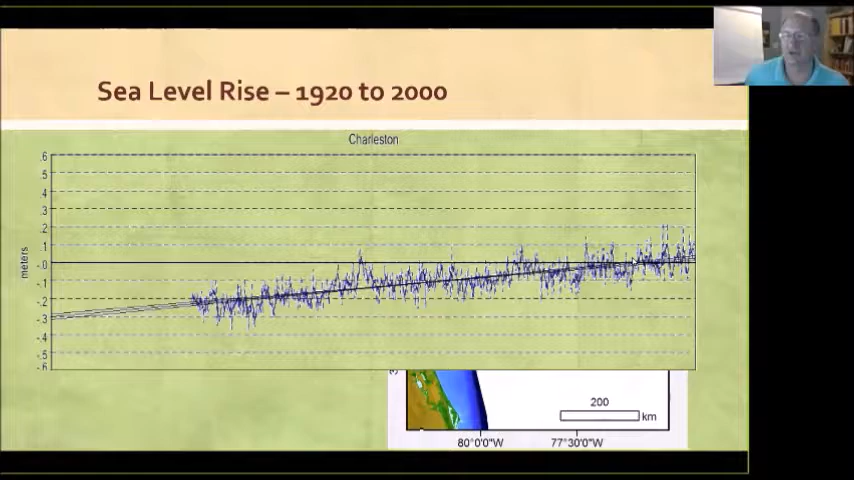 Sea Level Rise – 1920 to 2000
Charleston
meters
.6
.5
.4
.3
.2
.1
-.0
-.1
-.2
-.3
-.4
-.5
-.6
200
km
80°0'0"W
77°30'0"W